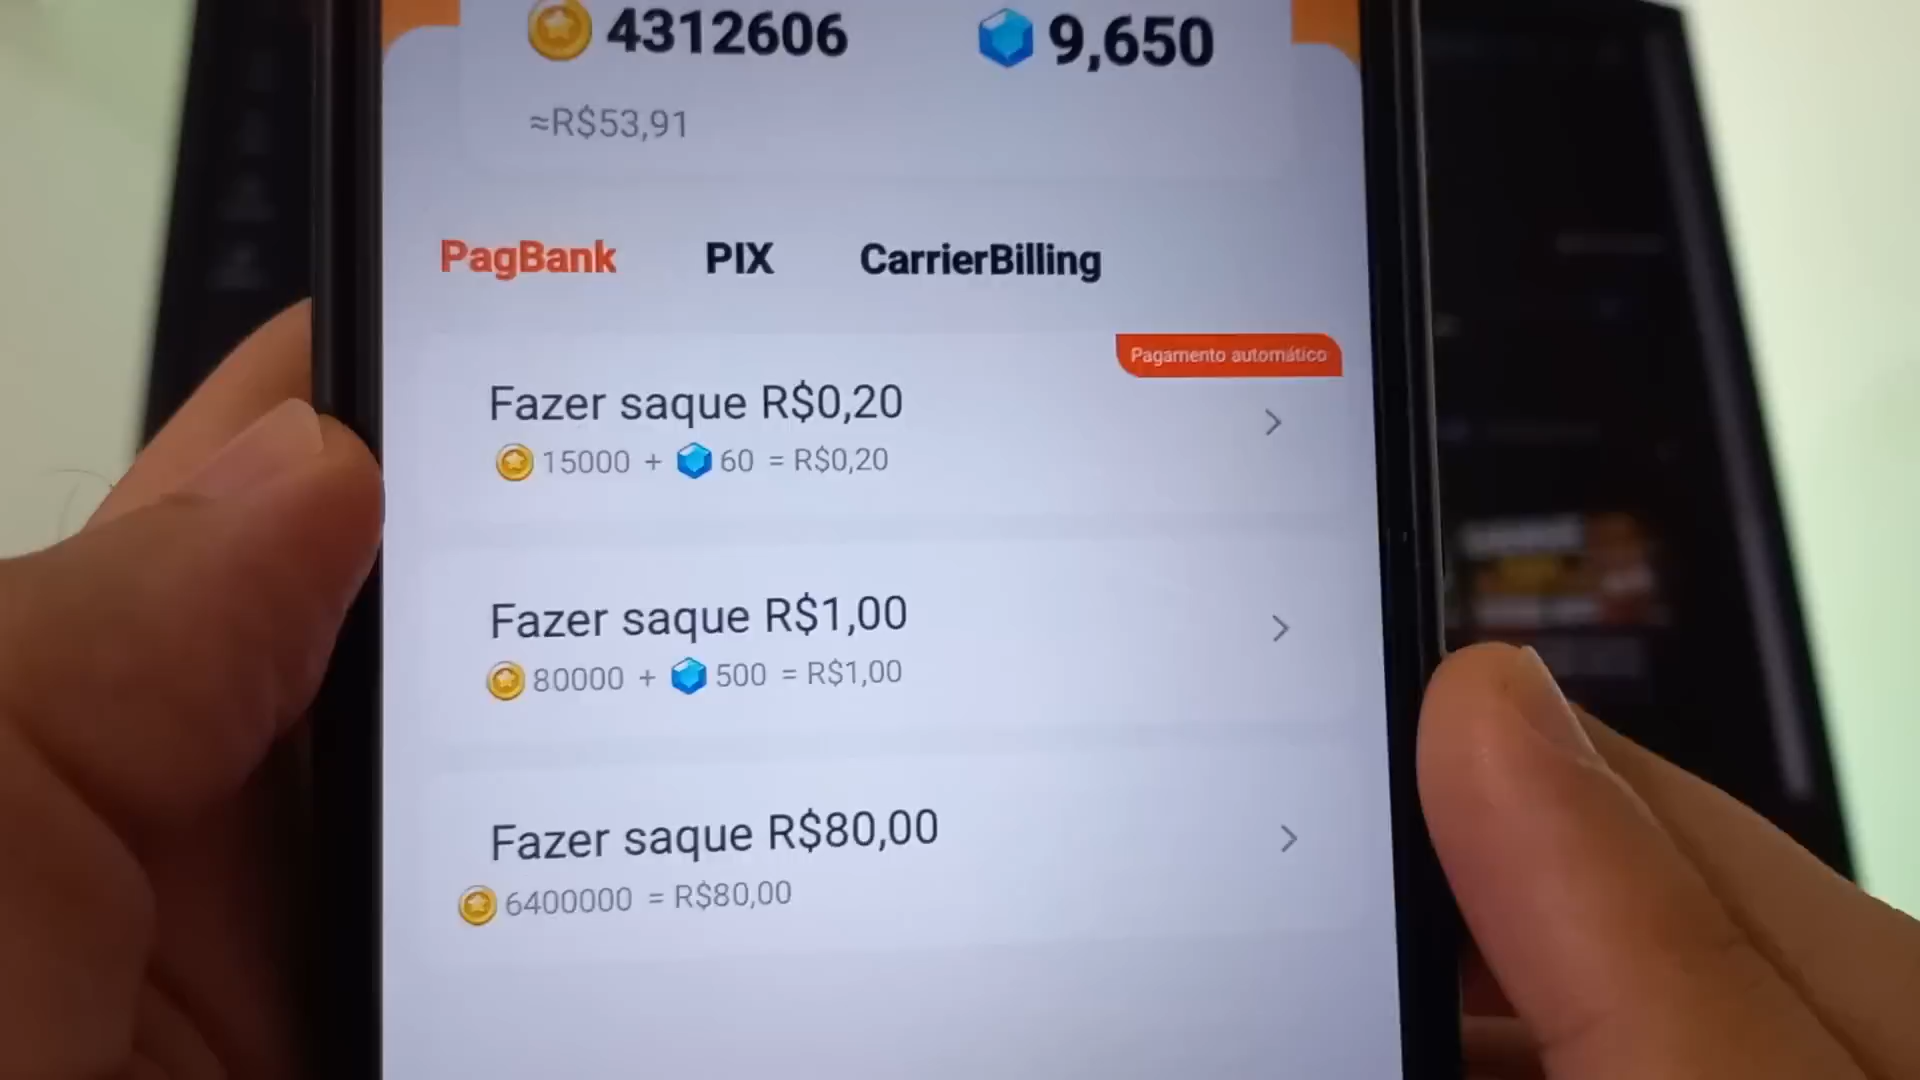 4312606 9,650
≈R$53,91
PagBank PIX CarrierBilling
Pagamento automático
Fazer saque R$0,20
15000 + 60 = R$0,20
Fazer saque R$1,00
80000 + 500 = R$1,00
Fazer saque R$80,00
6400000 = R$80,00